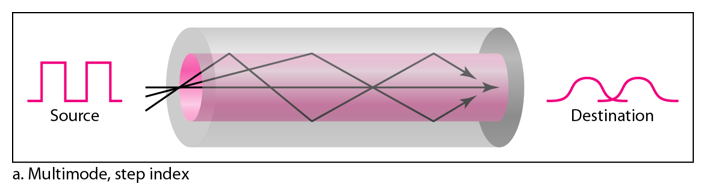 Source
Destination
a. Multimode, step index